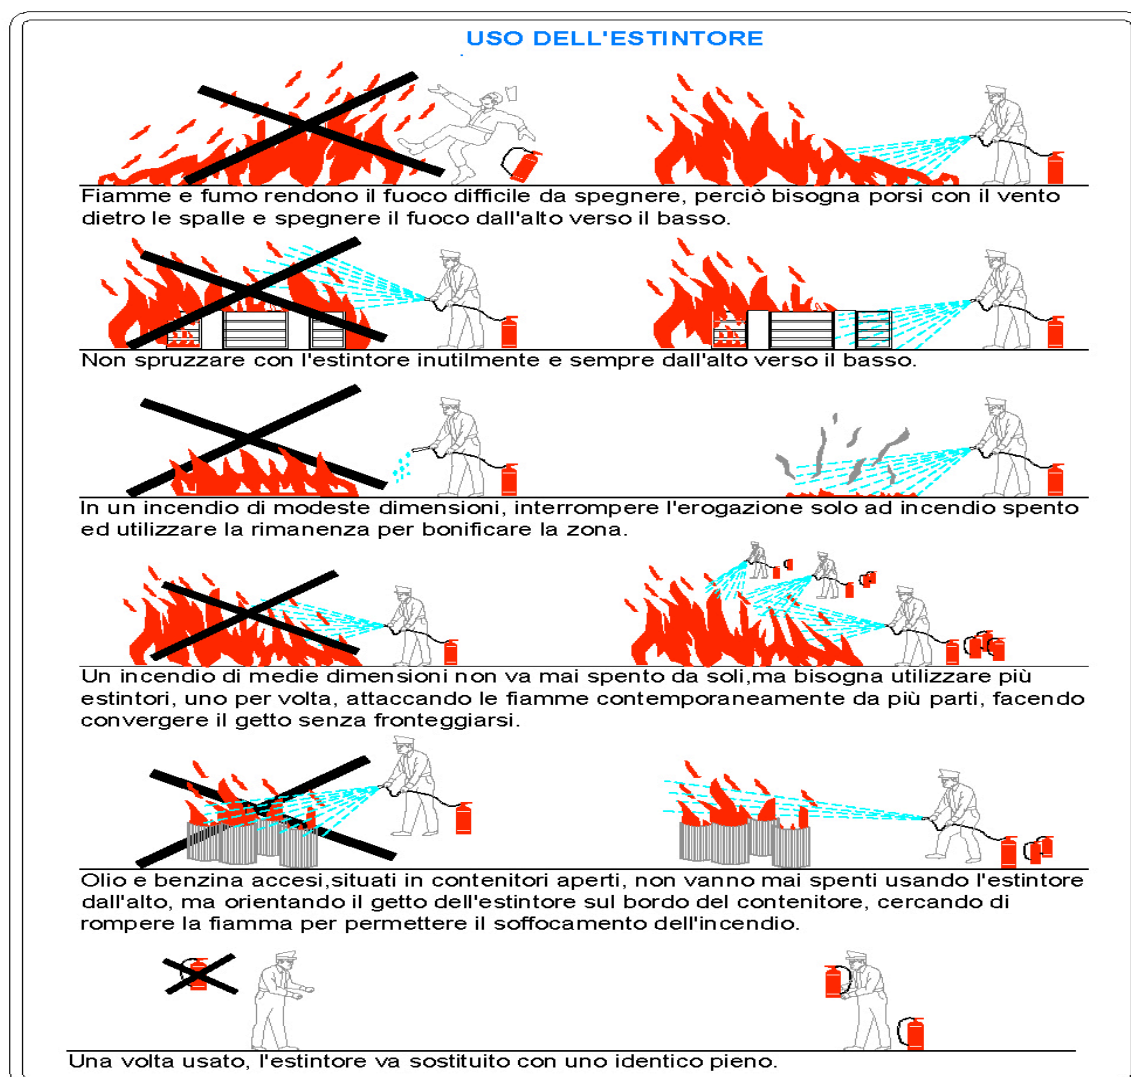 USO DELL'ESTINTORE
Fiamme e fumo rendono il fuoco difficile da spegnere, perciò bisogna porsi con il vento
dietro le spalle e spegnere il fuoco dall'alto verso il basso.
Non spruzzare con l'estintore inutilmente e sempre dall'alto verso il basso.
In un incendio di modeste dimensioni, interrompere l'erogazione solo ad incendio spento
ed utilizzare la rimanenza per bonificare la zona.
Un incendio di medie dimensioni non va mai spento da soli,ma bisogna utilizzare più
estintori, uno per volta, attaccando le fiamme contemporaneamente da più parti, facendo
convergere il getto senza fronteggiarsi.
Olio e benzina accesi,situati in contenitori aperti, non vanno mai spenti usando l'estintore
dall'alto, ma orientando il getto dell'estintore sul bordo del contenitore, cercando di
rompere la fiamma per permettere il soffocamento dell'incendio.
Una volta usato, l'estintore va sostituito con uno identico pieno.